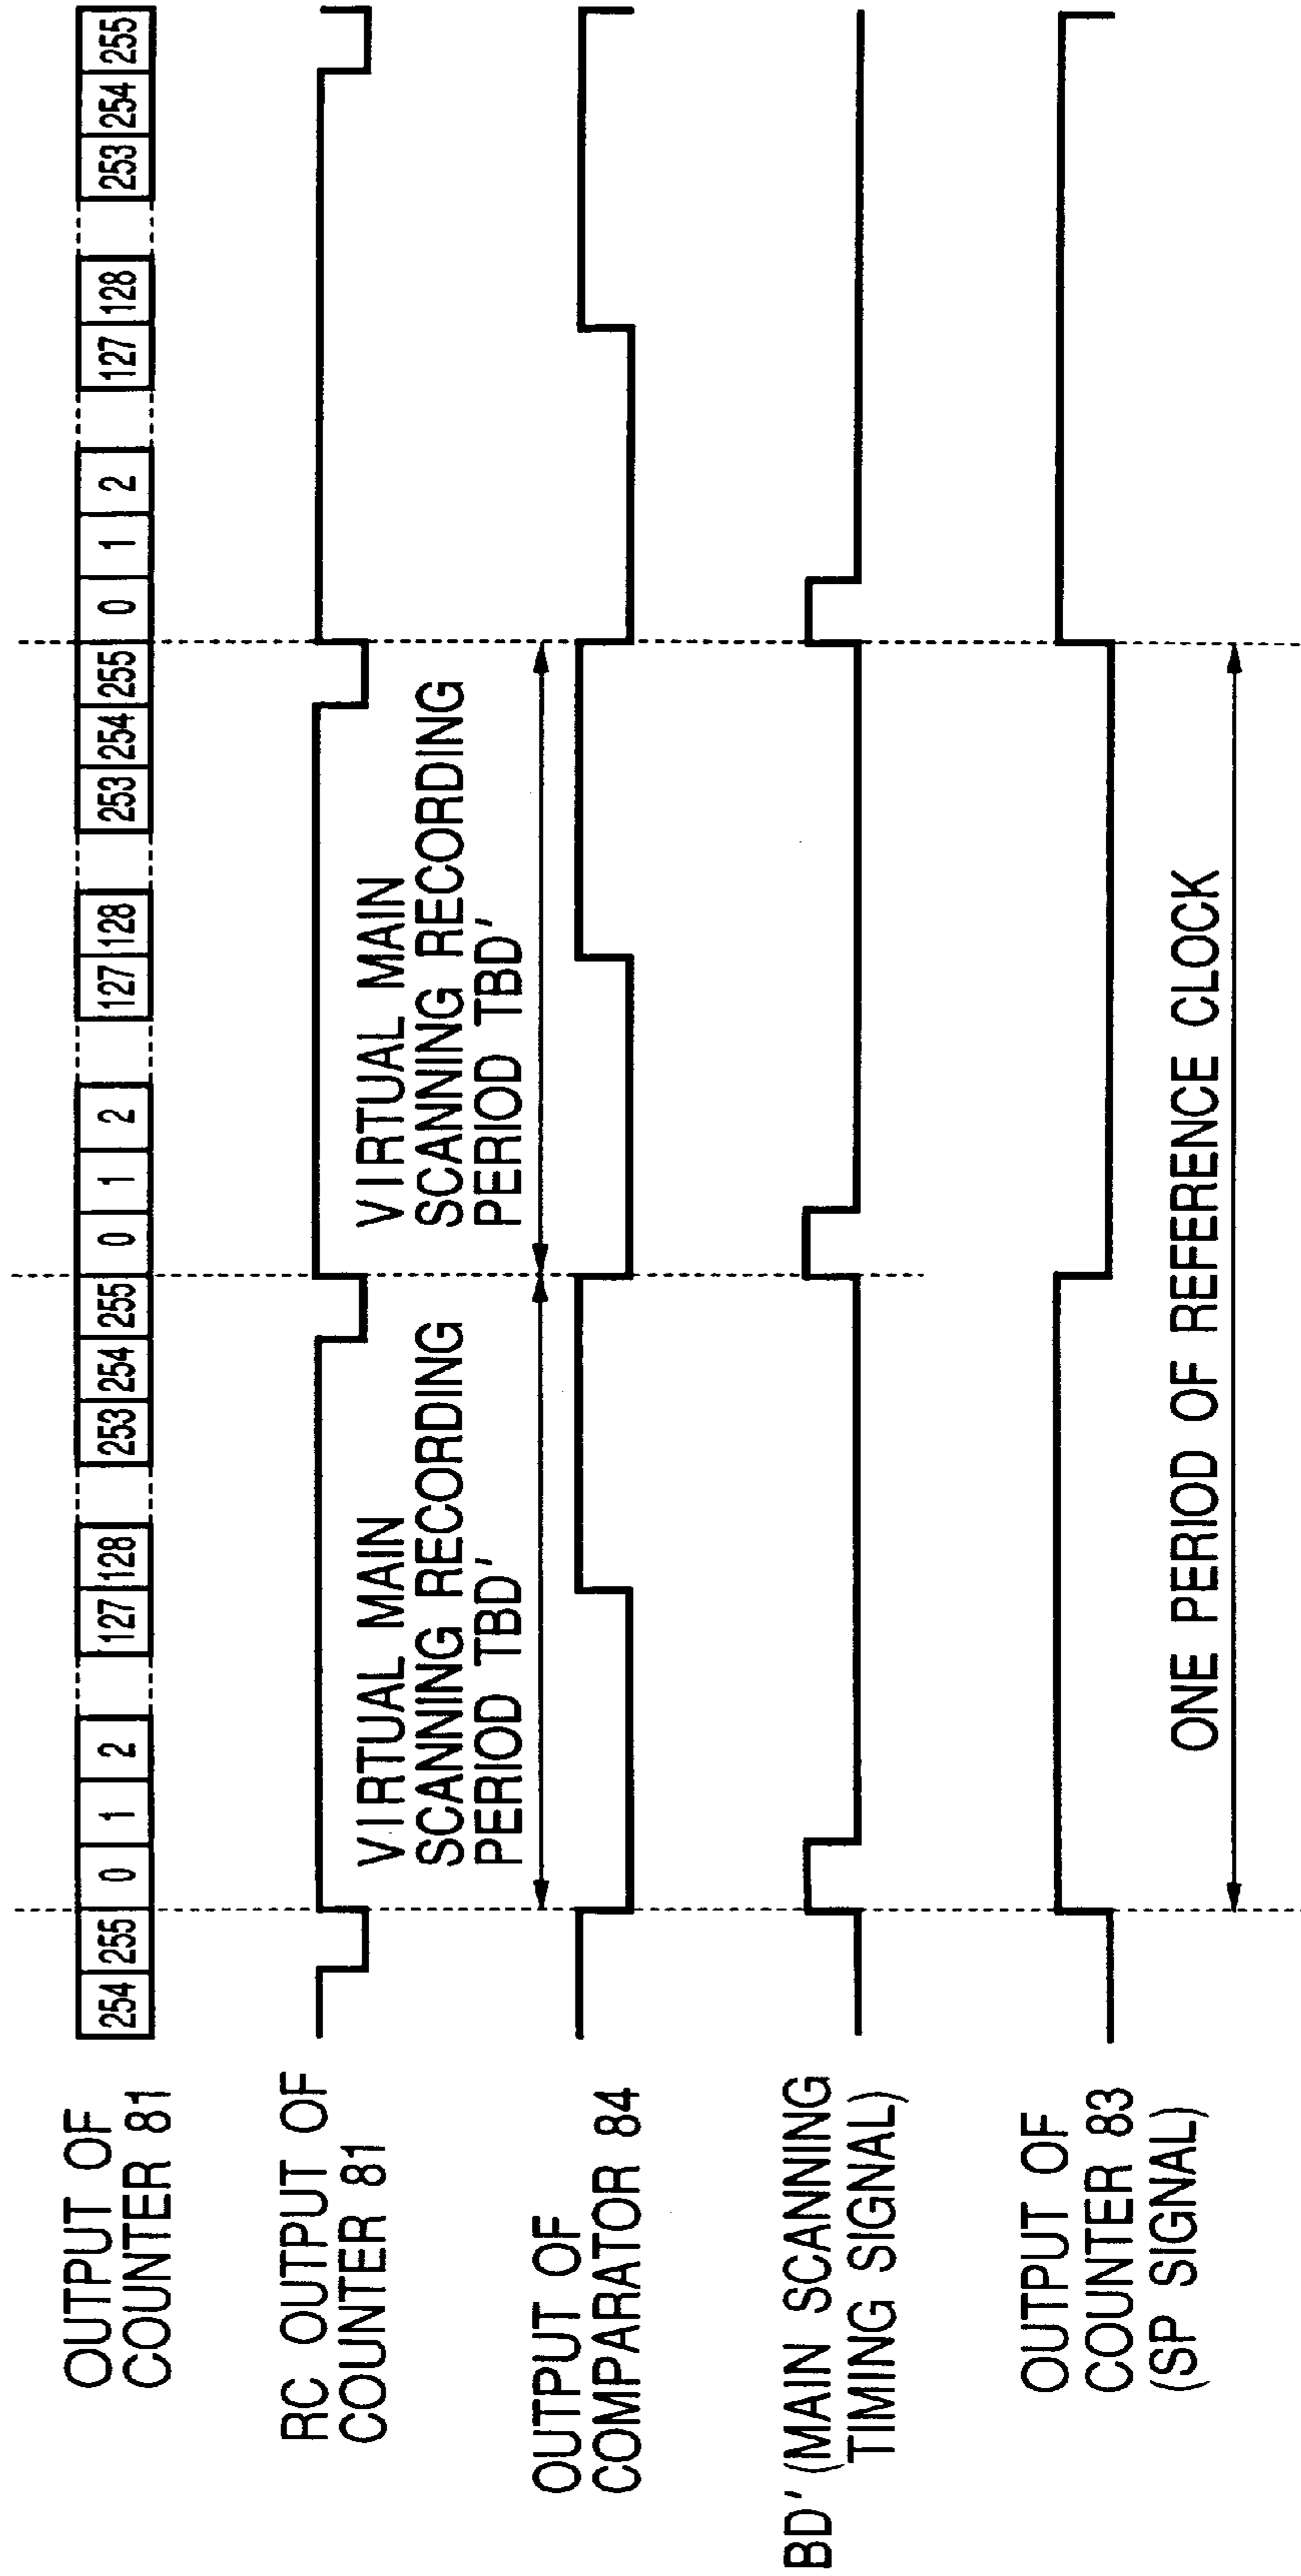 OUTPUT OF
COUNTER 81
254 255 0 1 2 127 128 253 254 255 0 1 2 127 128 253 254 255 0 1 2 127 128 253 254 255
RC OUTPUT OF
COUNTER 81
VIRTUAL MAIN
SCANNING RECORDING
PERIOD TBD'
VIRTUAL MAIN
SCANNING RECORDING
PERIOD TBD'
OUTPUT OF
COMPARATOR 84
BD' (MAIN SCANNING
TIMING SIGNAL)
OUTPUT OF
COUNTER 83
(SP SIGNAL)
ONE PERIOD OF REFERENCE CLOCK